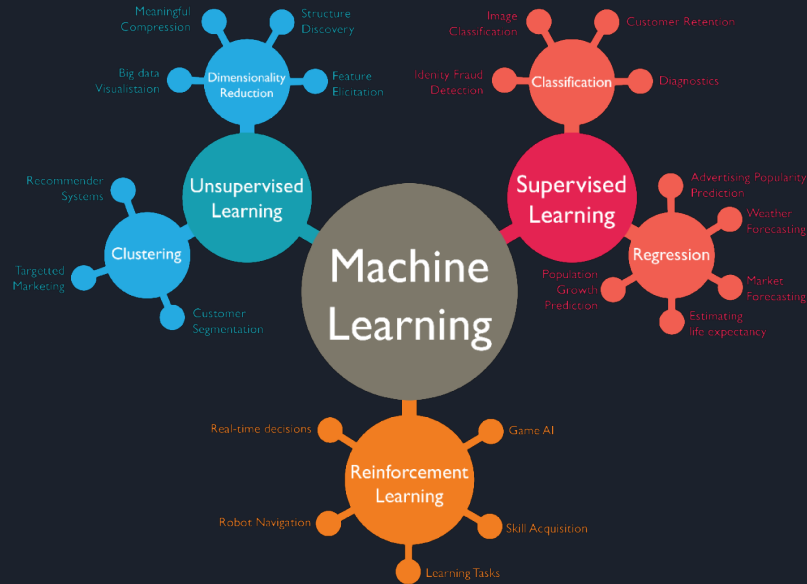 Meaningful
Compression
Structure
Discovery
Big data
Visualistaion
Dimensionality
Reduction
Feature
Elicitation
Recommender
Systems
Unsupervised
Learning
Clustering
Targetted
Marketing
Customer
Segmentation
Image
Classification
Customer Retention
Idenity Fraud
Detection
Classification
Diagnostics
Supervised
Learning
Advertising Popularity
Prediction
Weather
Forecasting
Regression
Population
Growth
Prediction
Market
Forecasting
Estimating
life expectancy
Machine
Learning
Real-time decisions
Game AI
Reinforcement
Learning
Robot Navigation
Skill Acquisition
Learning Tasks